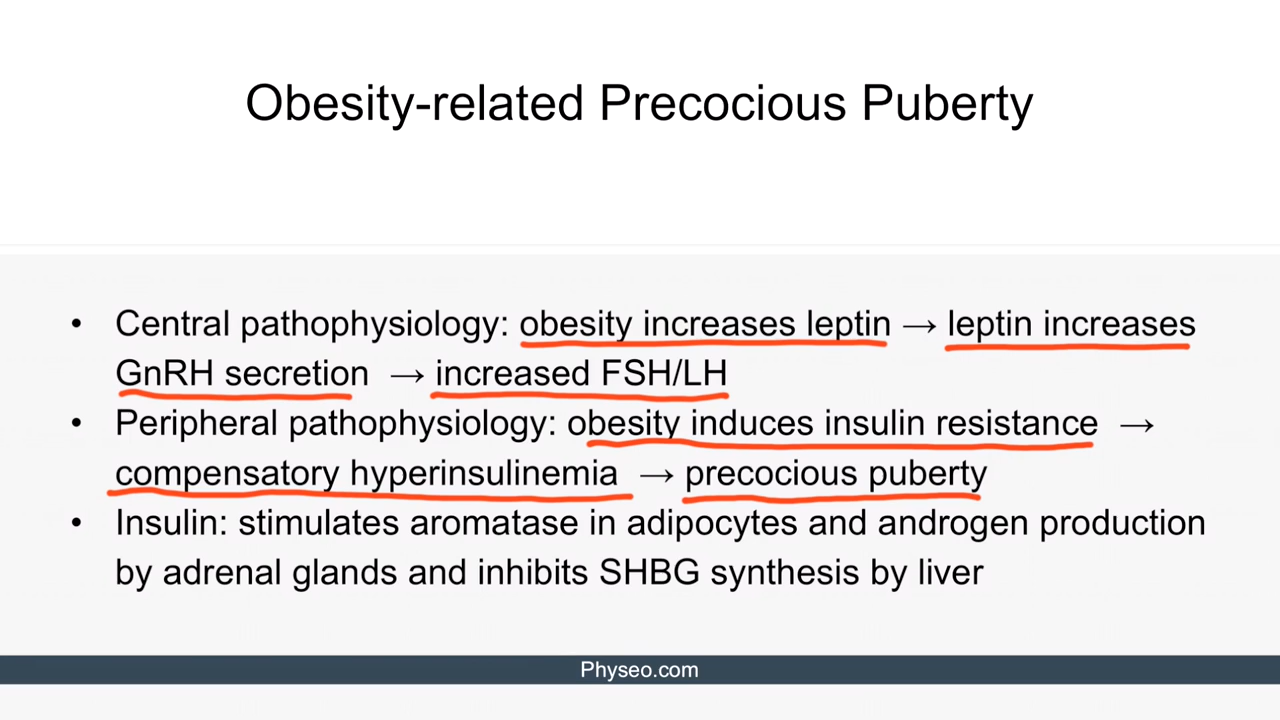 Obesity-related Precocious Puberty
• Central pathophysiology: obesity increases leptin → leptin increases
GnRH secretion → increased FSH/LH
• Peripheral pathophysiology: obesity induces insulin resistance →
compensatory hyperinsulinemia → precocious puberty
• Insulin: stimulates aromatase in adipocytes and androgen production
by adrenal glands and inhibits SHBG synthesis by liver
Physeo.com